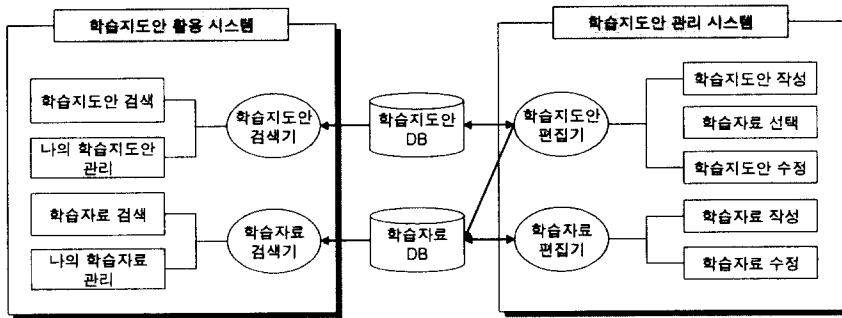 학습지도안 활용 시스템
학습지도안 관리 시스템
학습지도안 검색
나의 학습지도안
관리
학습자료 검색
나의 학습자료
관리
학습지도안
검색기
학습자료
검색기
학습지도안
DB
학습자료
DB
학습지도안
편집기
학습자료
편집기
학습지도안 작성
학습자료 선택
학습지도안 수정
학습자료 작성
학습자료 수정